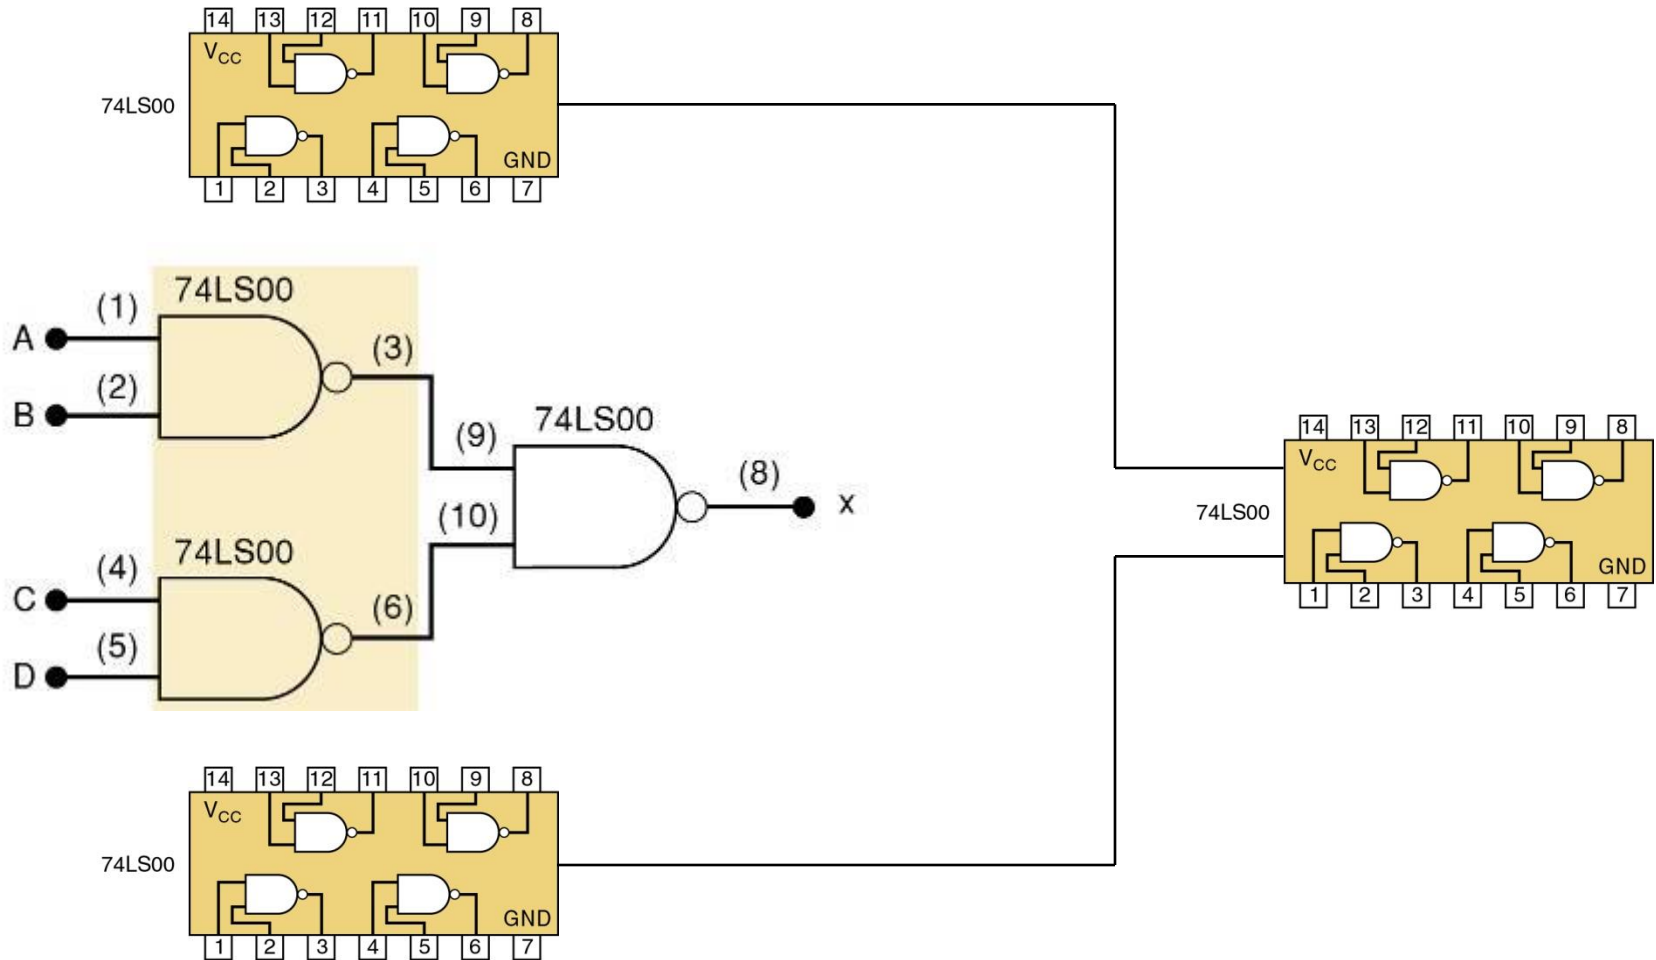 14 13 12 11 10 9 8
VCC
74LS00
GND
1 2 3 4 5 6 7
74LS00
(1)
A
(3)
(2)
B
74LS00
(9)
(8)
x
(10)
74LS00
(4)
C
(6)
(5)
D
14 13 12 11 10 9 8
VCC
74LS00
GND
1 2 3 4 5 6 7
14 13 12 11 10 9 8
VCC
74LS00
GND
1 2 3 4 5 6 7